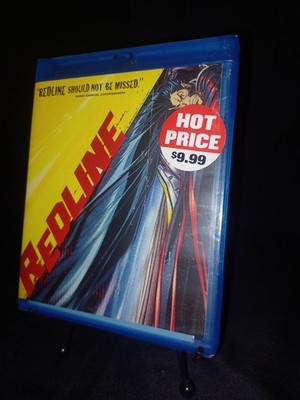 "REDLINE SHOULD NOT BE MISSED."
HOT
PRICE
$9.99
REDLINE